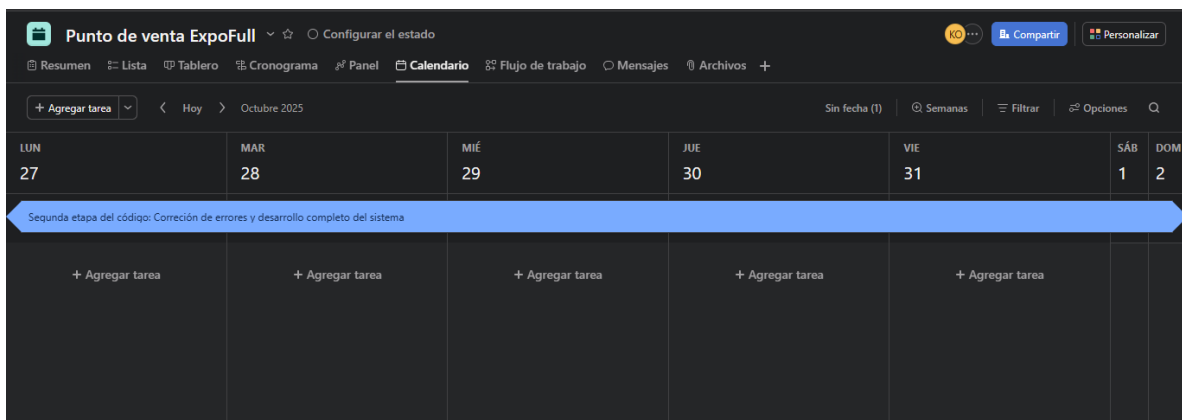 Punto de venta ExpoFull Configurar el estado KO Compartir Personalizar
Resumen Lista Tablero Cronograma Panel Calendario Flujo de trabajo Mensajes Archivos +
+ Agregar tarea Hoy Octubre 2025 Sin fecha (1) Semanas Filtrar Opciones
LUN MAR MIÉ JUE VIE SÁB DOM
27 28 29 30 31 1 2
Segunda etapa del código: Correción de errores y desarrollo completo del sistema
+ Agregar tarea + Agregar tarea + Agregar tarea + Agregar tarea + Agregar tarea